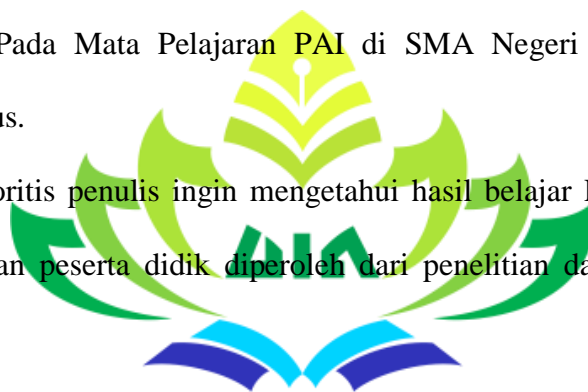 Pada Mata Pelajaran PAI di SMA Negeri
us.
oritis penulis ingin mengetahui hasil belajar
an peserta didik diperoleh dari penelitian da